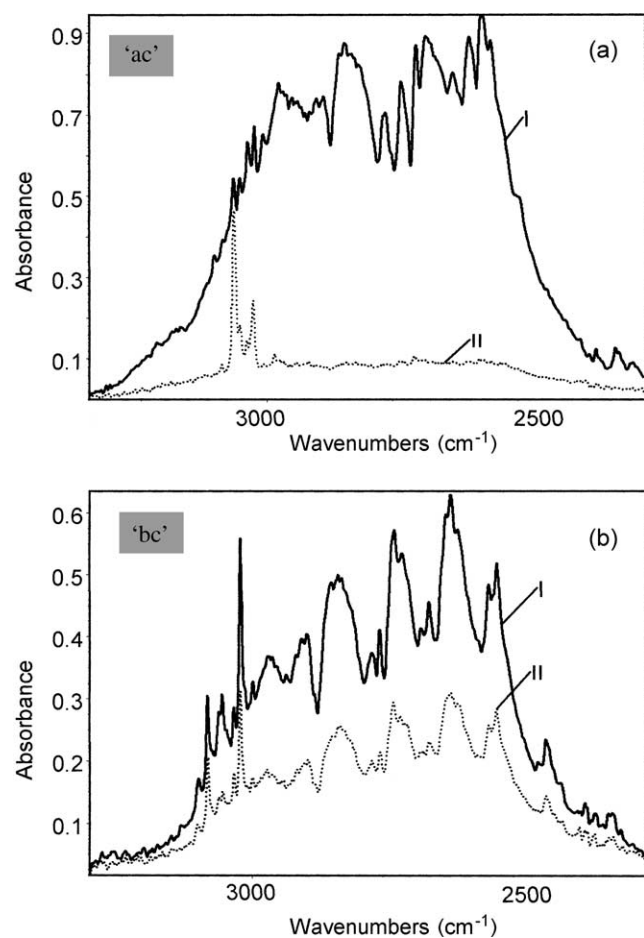 ‘ac’
(a)
0.9
0.7
0.5
0.3
0.1
Absorbance
I
II
3000
2500
Wavenumbers (cm⁻¹)
‘bc’
(b)
0.6
0.5
0.4
0.3
0.2
0.1
Absorbance
I
II
3000
2500
Wavenumbers (cm⁻¹)